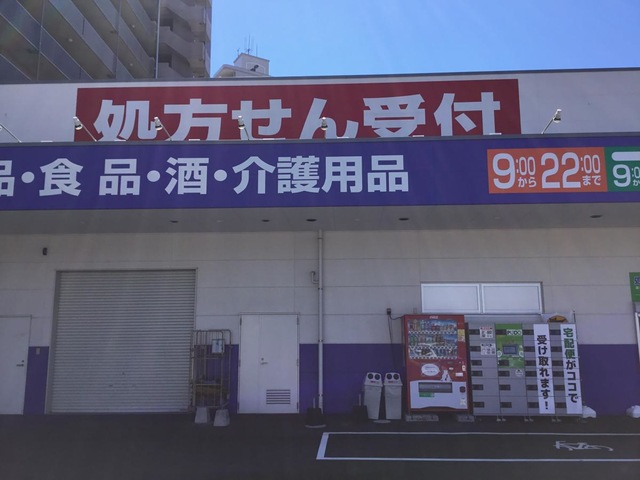 処方せん受付
品・食品・酒・介護用品
9:00から22:00まで
9:0
宅配便がココで
受け取れます!